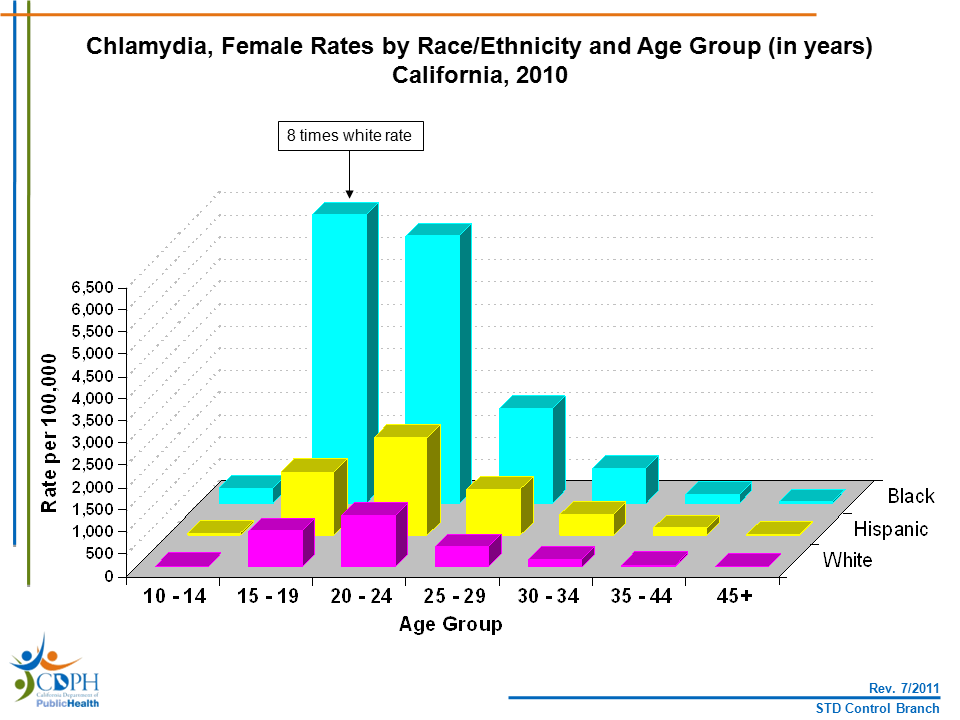 Chlamydia, Female Rates by Race/Ethnicity and Age Group (in years)
California, 2010
8 times white rate
6,500
6,000
5,500
5,000
4,500
4,000
3,500
3,000
2,500
2,000
1,500
1,000
500
0
Rate per 100,000
Black
Hispanic
White
10 - 14
15 - 19
20 - 24
25 - 29
30 - 34
35 - 44
45+
Age Group
CDPH
California Department of
PublicHealth
Rev. 7/2011
STD Control Branch